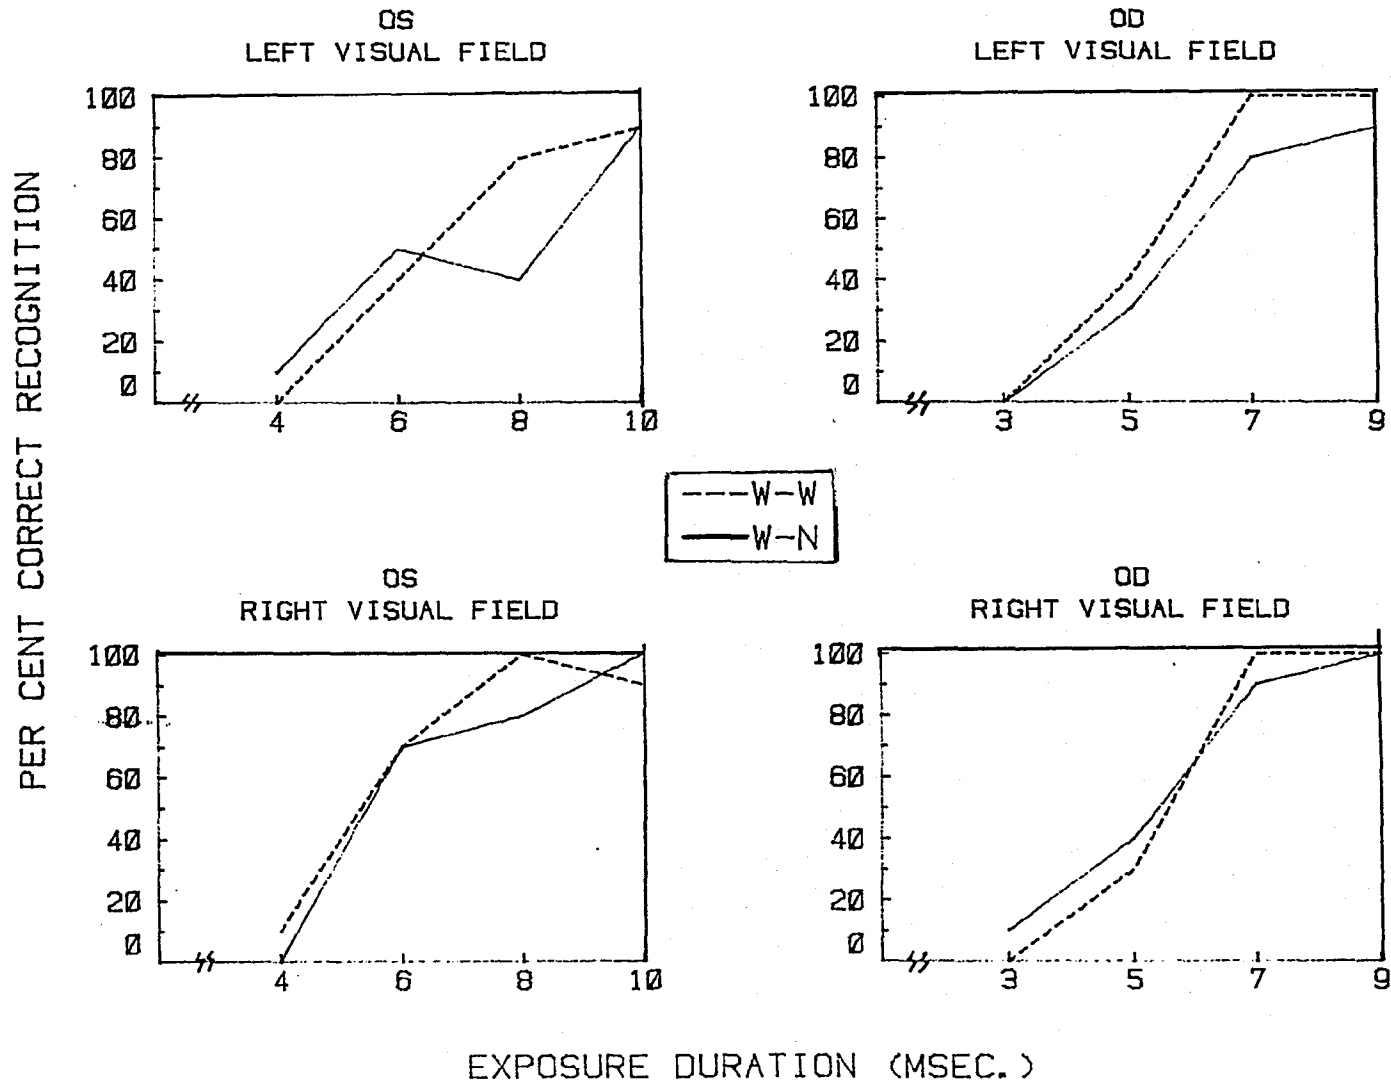 OS
LEFT VISUAL FIELD
100
80
60
40
20
0
4 6 8 10
OD
LEFT VISUAL FIELD
100
80
60
40
20
0
3 5 7 9
W-W
W-N
OS
RIGHT VISUAL FIELD
100
80
60
40
20
0
4 6 8 10
OD
RIGHT VISUAL FIELD
100
80
60
40
20
0
3 5 7 9
PER CENT CORRECT RECOGNITION
EXPOSURE DURATION (MSEC.)